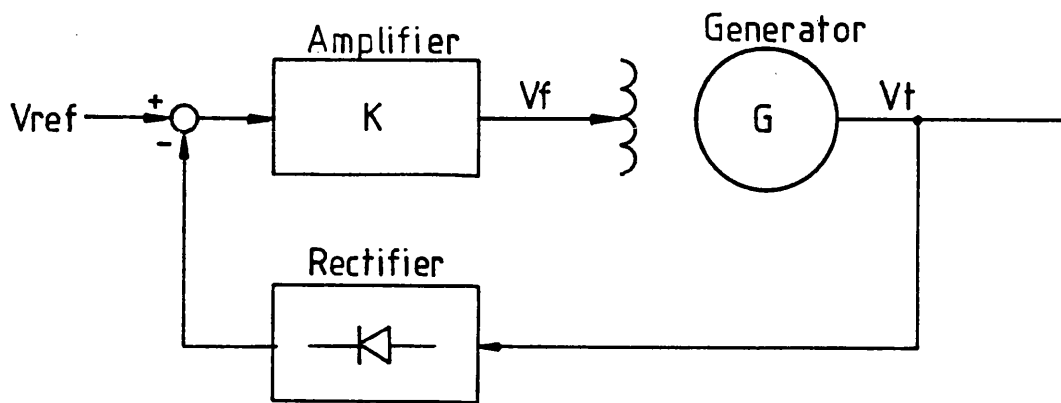 Amplifier
Generator
Vref
+
-
K
Vf
G
Vt
Rectifier